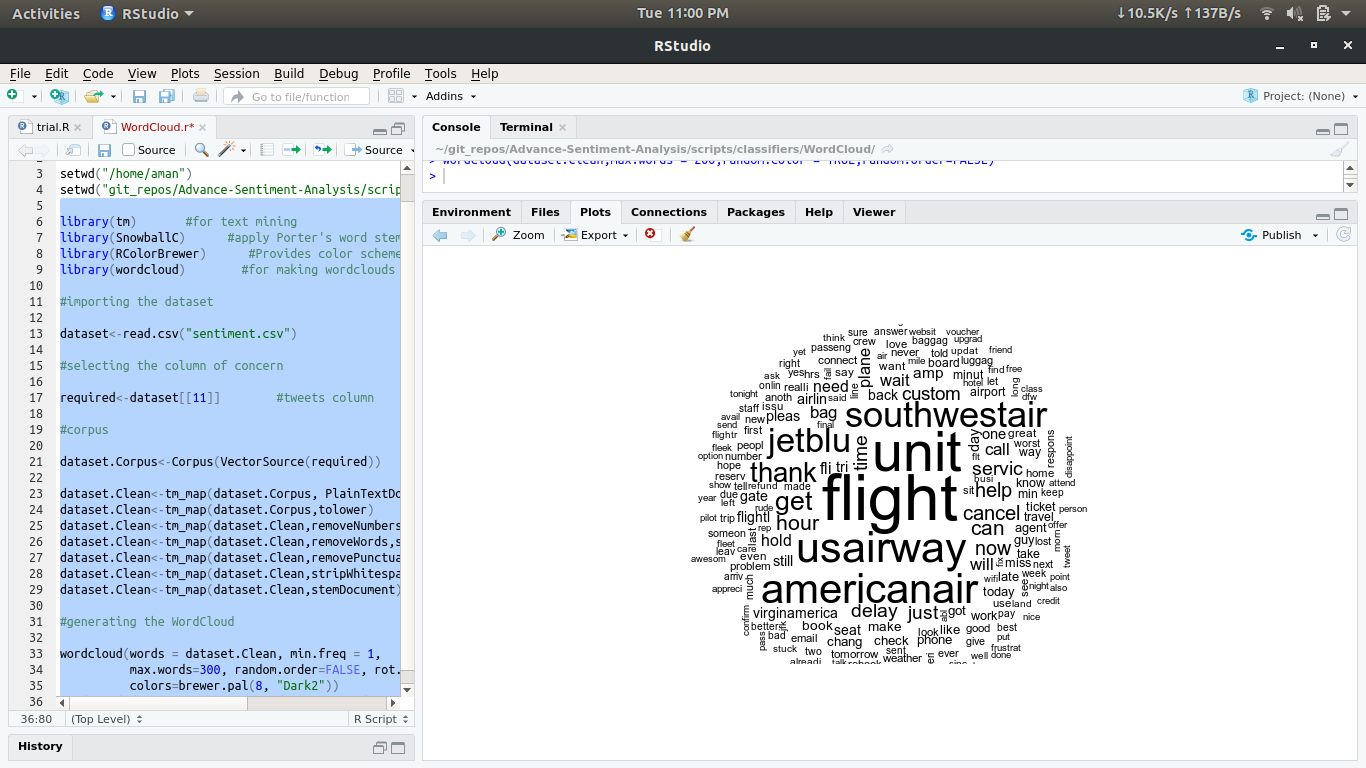 Activities RStudio Tue 11:00 PM ↓10.5K/s ↑137B/s
RStudio
File Edit Code View Plots Session Build Debug Profile Tools Help
Go to file/function Addins Project: (None)
trial.R WordCloud.r*
Source Source
3 setwd("/home/aman")
4 setwd("git_repos/Advance-Sentiment-Analysis/scrip
5
6 library(tm) #for text mining
7 library(SnowballC) #apply Porter's word stem
8 library(RColorBrewer) #Provides color scheme
9 library(wordcloud) #for making wordclouds
10
11 #importing the dataset
12
13 dataset<-read.csv("sentiment.csv")
14
15 #selecting the column of concern
16
17 required<-dataset[[11]] #tweets column
18
19 #corpus
20
21 dataset.Corpus<-Corpus(VectorSource(required))
22
23 dataset.Clean<-tm_map(dataset.Corpus, PlainTextDo
24 dataset.Clean<-tm_map(dataset.Corpus,tolower)
25 dataset.Clean<-tm_map(dataset.Clean,removeNumbers
26 dataset.Clean<-tm_map(dataset.Clean,removeWords,s
27 dataset.Clean<-tm_map(dataset.Clean,removePunctua
28 dataset.Clean<-tm_map(dataset.Clean,stripWhitespa
29 dataset.Clean<-tm_map(dataset.Clean,stemDocument)
30
31 #generating the WordCloud
32
33 wordcloud(words = dataset.Clean, min.freq = 1,
34 max.words=300, random.order=FALSE, rot.
35 colors=brewer.pal(8, "Dark2"))
36
36:80 (Top Level) R Script
History
Console Terminal
~/git_repos/Advance-Sentiment-Analysis/scripts/classifiers/WordCloud/
> wordcloud(dataset.Clean,max.words = 200,random.color = TRUE,random.order=FALSE)
>
Environment Files Plots Connections Packages Help Viewer
Zoom Export Publish
sure answer websit voucher
think crew love baggag upgrad
yet passeng air never told updat friend
right connect plane want mile board luggag
ask yes hrs fail say wait amp minut find free
onlin realli need hotel let long
tonight anoth airlin said line back custom airport class dfw
staff issu pleas bag southwestair
avail new final
send first jetblu time unit day one great
flightr peopl call worst respons disappoint
fleek number way
option hope thank fli tri flt servic home
reserv busi
show tell refund made help know attend
year due gate get flight sit min keep
left rude
pilot trip flightl hour cancel ticket person
someon rep can travel offer
fleet last hold usairway agent
leav care now guy lost morn
awesom even still take tweet
problem will fix miss next
arriv much americanair wifi late week point
appreci today see night also
confirm virginamerica delay just got use land credit
better book seat make work pay nice
pass bad email chang check look like good best
stuck two phone give put frustrat
alreadi tomorrow sent weather ever well done
talk rebook